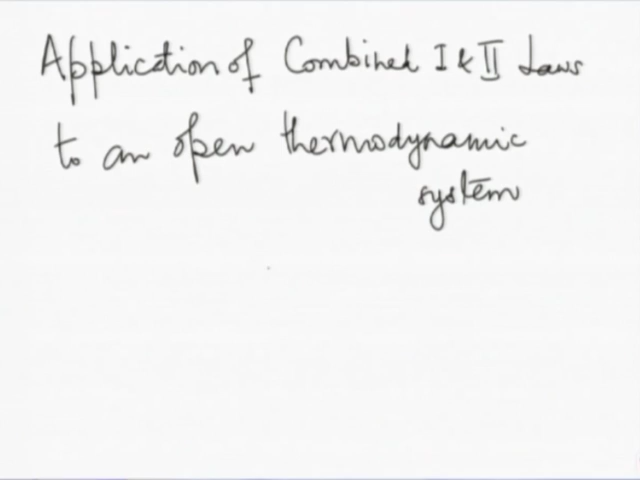 Application of Combined I & II Laws
to an open thermodynamic
system